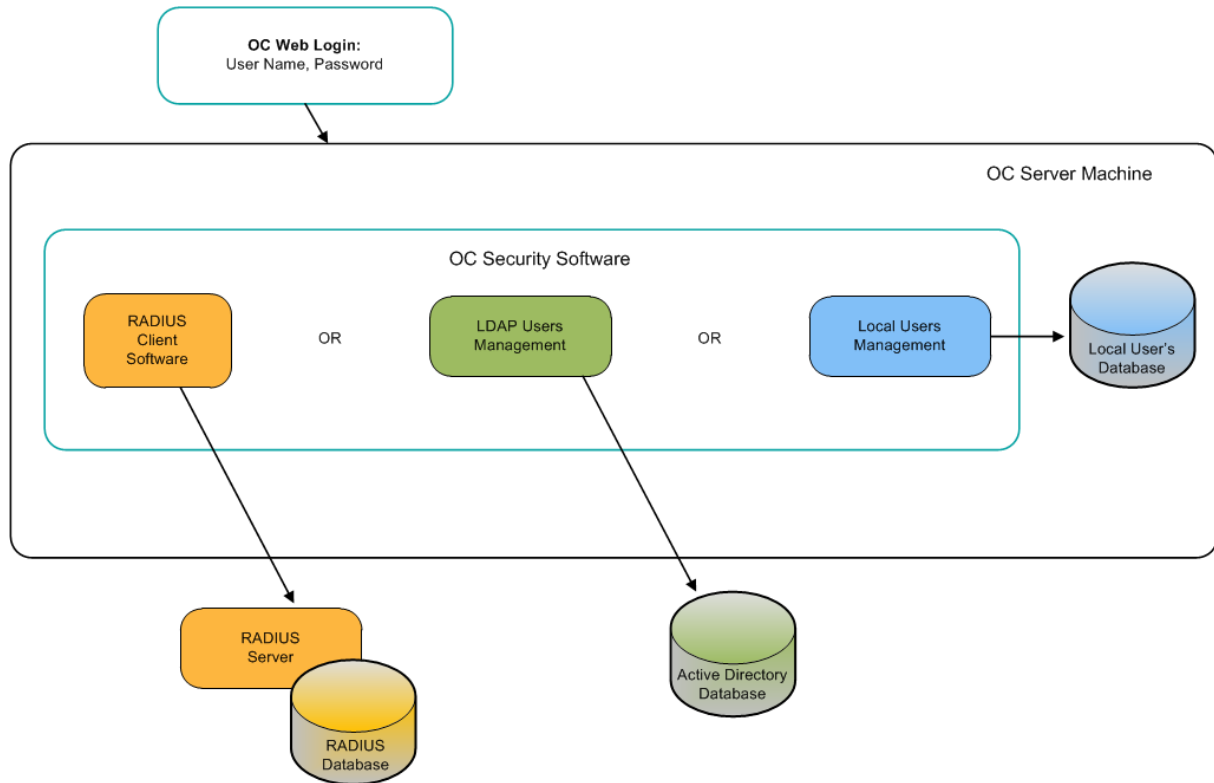 OC Web Login:
User Name, Password
OC Server Machine
OC Security Software
RADIUS
Client
Software
OR
LDAP Users
Management
OR
Local Users
Management
Local User's
Database
RADIUS
Server
RADIUS
Database
Active Directory
Database